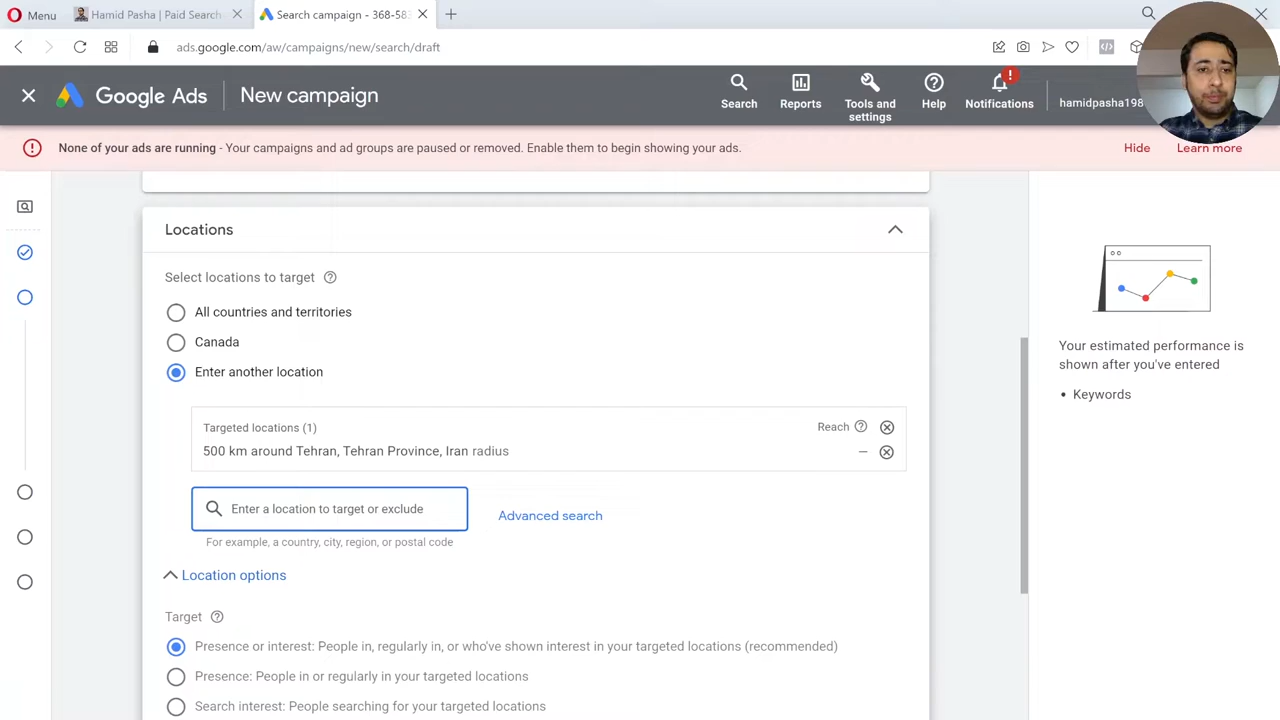 Menu
Hamid Pasha | Paid Search
Search campaign - 368-583
ads.google.com/aw/campaigns/new/search/draft
Google Ads
New campaign
Search
Reports
Tools and
settings
Help
Notifications
hamidpasha198
None of your ads are running - Your campaigns and ad groups are paused or removed. Enable them to begin showing your ads.
Hide
Learn more
Locations
Select locations to target
All countries and territories
Canada
Enter another location
Targeted locations (1)
Reach
500 km around Tehran, Tehran Province, Iran radius
Enter a location to target or exclude
Advanced search
For example, a country, city, region, or postal code
Location options
Target
Presence or interest: People in, regularly in, or who've shown interest in your targeted locations (recommended)
Presence: People in or regularly in your targeted locations
Search interest: People searching for your targeted locations
Your estimated performance is
shown after you've entered
• Keywords